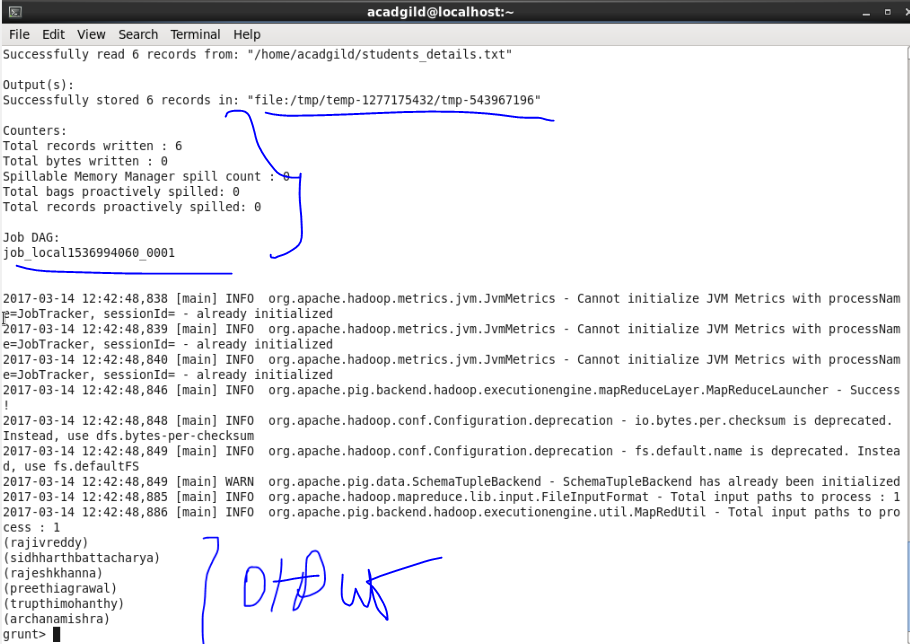 acadgild@localhost:~
File Edit View Search Terminal Help
Successfully read 6 records from: "/home/acadgild/students_details.txt"
Output(s):
Successfully stored 6 records in: "file:/tmp/temp-1277175432/tmp-543967196"
Counters:
Total records written : 6
Total bytes written : 0
Spillable Memory Manager spill count : 0
Total bags proactively spilled: 0
Total records proactively spilled: 0
Job DAG:
job_local1536994060_0001
2017-03-14 12:42:48,838 [main] INFO  org.apache.hadoop.metrics.jvm.JvmMetrics - Cannot initialize JVM Metrics with processNam
e=JobTracker, sessionId= - already initialized
2017-03-14 12:42:48,839 [main] INFO  org.apache.hadoop.metrics.jvm.JvmMetrics - Cannot initialize JVM Metrics with processNam
e=JobTracker, sessionId= - already initialized
2017-03-14 12:42:48,840 [main] INFO  org.apache.hadoop.metrics.jvm.JvmMetrics - Cannot initialize JVM Metrics with processNam
e=JobTracker, sessionId= - already initialized
2017-03-14 12:42:48,846 [main] INFO  org.apache.pig.backend.hadoop.executionengine.mapReduceLayer.MapReduceLauncher - Success
!
2017-03-14 12:42:48,848 [main] INFO  org.apache.hadoop.conf.Configuration.deprecation - io.bytes.per.checksum is deprecated.
Instead, use dfs.bytes-per-checksum
2017-03-14 12:42:48,849 [main] INFO  org.apache.hadoop.conf.Configuration.deprecation - fs.default.name is deprecated. Instea
d, use fs.defaultFS
2017-03-14 12:42:48,849 [main] WARN  org.apache.pig.data.SchemaTupleBackend - SchemaTupleBackend has already been initialized
2017-03-14 12:42:48,885 [main] INFO  org.apache.hadoop.mapreduce.lib.input.FileInputFormat - Total input paths to process : 1
2017-03-14 12:42:48,886 [main] INFO  org.apache.pig.backend.hadoop.executionengine.util.MapRedUtil - Total input paths to pro
cess : 1
(rajivreddy)
(sidhharthbattacharya)
(rajeshkhanna)
(preethiagrawal)
(trupthimohanthy)
(archanamishra)
grunt>